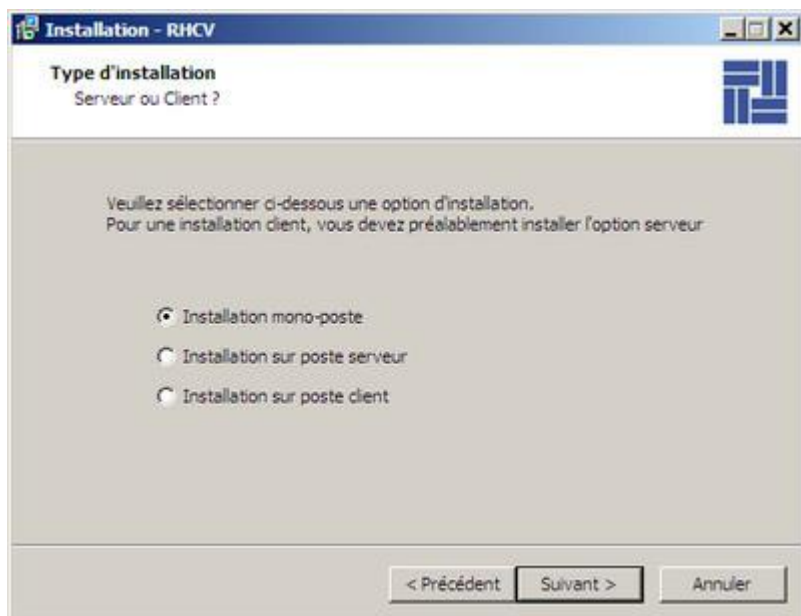 Installation - RHCV
Type d'installation
Serveur ou Client ?
Veuillez sélectionner ci-dessous une option d'installation.
Pour une installation client, vous devez préalablement installer l'option serveur
Installation mono-poste
Installation sur poste serveur
Installation sur poste client
< Précédent Suivant > Annuler